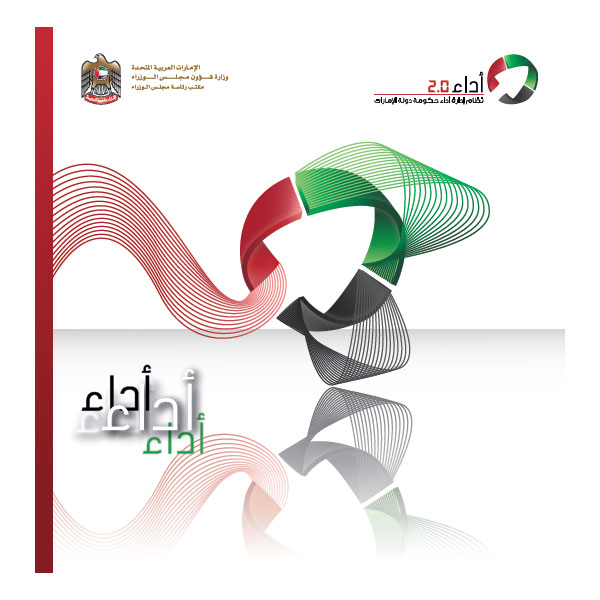 الإمارات العربية المتحدة
وزارة شؤون مجلس الوزراء
مكتب رئاسة مجلس الوزراء
أداء 2.0
نظام إدارة أداء حكومة دولة الإمارات
أداء
أداء
أداء